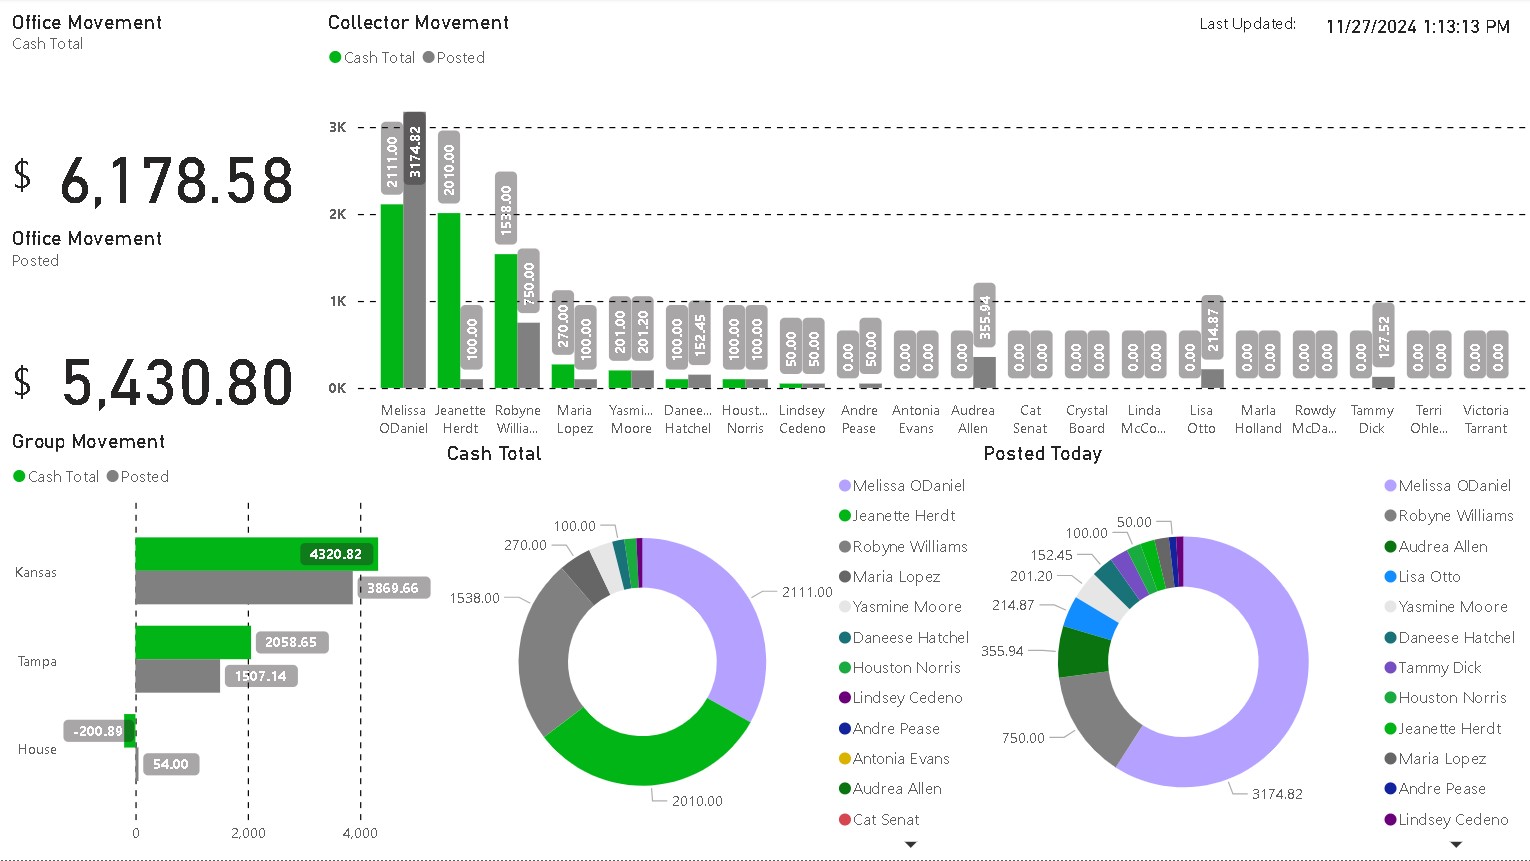 Office Movement
Cash Total
$ 6,178.58
Office Movement
Posted
$ 5,430.80
Collector Movement
Cash Total Posted
Last Updated: 11/27/2024 1:13:13 PM
3K
2K
1K
0K
2111.00 3174.82 2010.00 100.00 1538.00 750.00 270.00 100.00 201.00 201.20 100.00 152.45 100.00 100.00 50.00 50.00 0.00 50.00 0.00 0.00 0.00 355.94 0.00 0.00 0.00 0.00 0.00 0.00 0.00 214.87 0.00 0.00 0.00 0.00 0.00 127.52 0.00 0.00 0.00 0.00
Melissa ODaniel
Jeanette Herdt
Robyne Willia...
Maria Lopez
Yasmi... Moore
Danee... Hatchel
Houst... Norris
Lindsey Cedeno
Andre Pease
Antonia Evans
Audrea Allen
Cat Senat
Crystal Board
Linda McCo...
Lisa Otto
Marla Holland
Rowdy McDa...
Tammy Dick
Terri Ohle...
Victoria Tarrant
Group Movement
Cash Total Posted
Kansas
4320.82
3869.66
Tampa
2058.65
1507.14
House
-200.89
54.00
0 2,000 4,000
Cash Total
100.00
270.00
1538.00
2111.00
2010.00
Melissa ODaniel
Jeanette Herdt
Robyne Williams
Maria Lopez
Yasmine Moore
Daneese Hatchel
Houston Norris
Lindsey Cedeno
Andre Pease
Antonia Evans
Audrea Allen
Cat Senat
Posted Today
50.00
100.00
152.45
201.20
214.87
355.94
750.00
3174.82
Melissa ODaniel
Robyne Williams
Audrea Allen
Lisa Otto
Yasmine Moore
Daneese Hatchel
Tammy Dick
Houston Norris
Jeanette Herdt
Maria Lopez
Andre Pease
Lindsey Cedeno